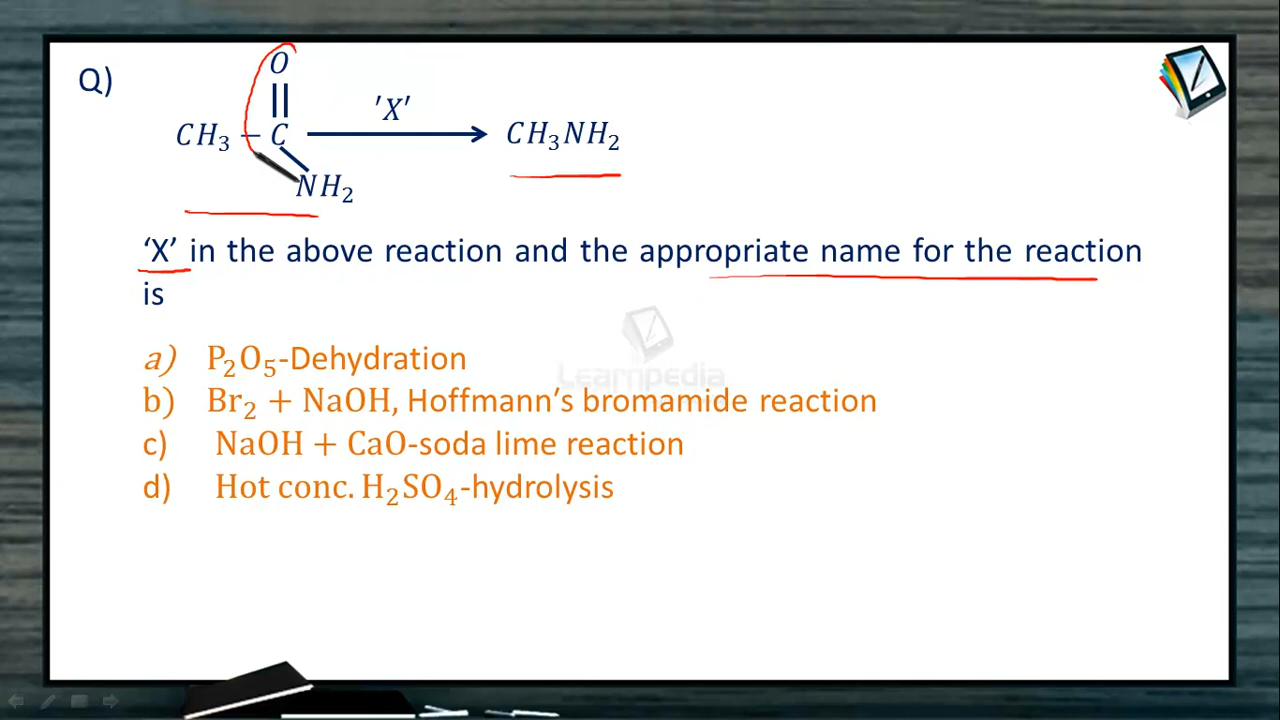 Q)
O
||
CH₃ – C
'X'
CH₃NH₂
NH₂
'X' in the above reaction and the appropriate name for the reaction
is
a) P₂O₅-Dehydration
b) Br₂ + NaOH, Hoffmann's bromamide reaction
c) NaOH + CaO-soda lime reaction
d) Hot conc. H₂SO₄-hydrolysis
Learnpedia